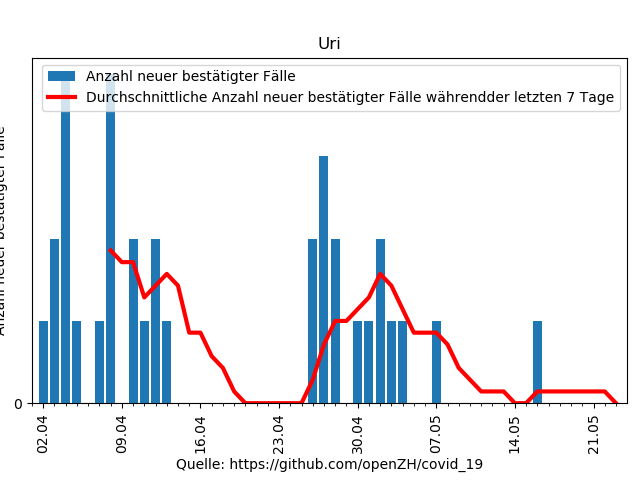 Uri
Anzahl neuer bestätigter Fälle
Durchschnittliche Anzahl neuer bestätigter Fälle währendder letzten 7 Tage
Anzahl neuer bestätigter Fälle
0
02.04
09.04
16.04
23.04
30.04
07.05
14.05
21.05
Quelle: https://github.com/openZH/covid_19